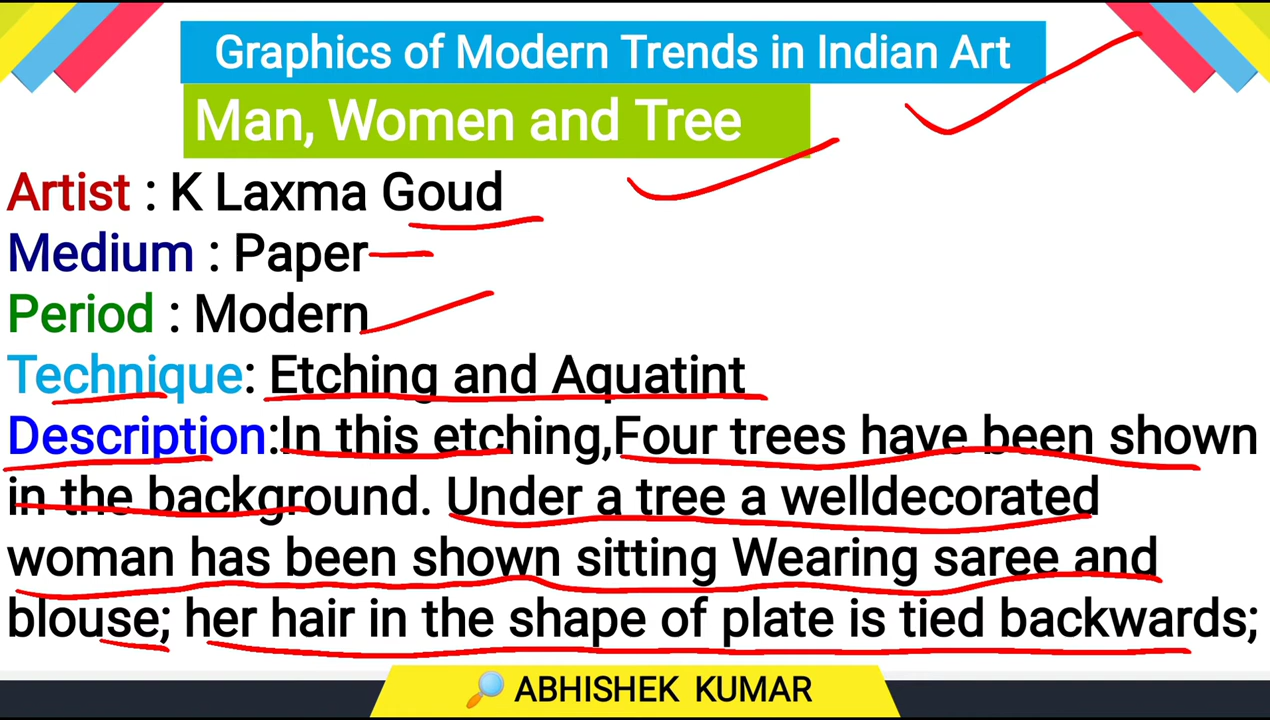 Graphics of Modern Trends in Indian Art
Man, Women and Tree
Artist : K Laxma Goud
Medium : Paper
Period : Modern
Technique: Etching and Aquatint
Description:In this etching,Four trees have been shown
in the background. Under a tree a welldecorated
woman has been shown sitting Wearing saree and
blouse; her hair in the shape of plate is tied backwards;
ABHISHEK KUMAR